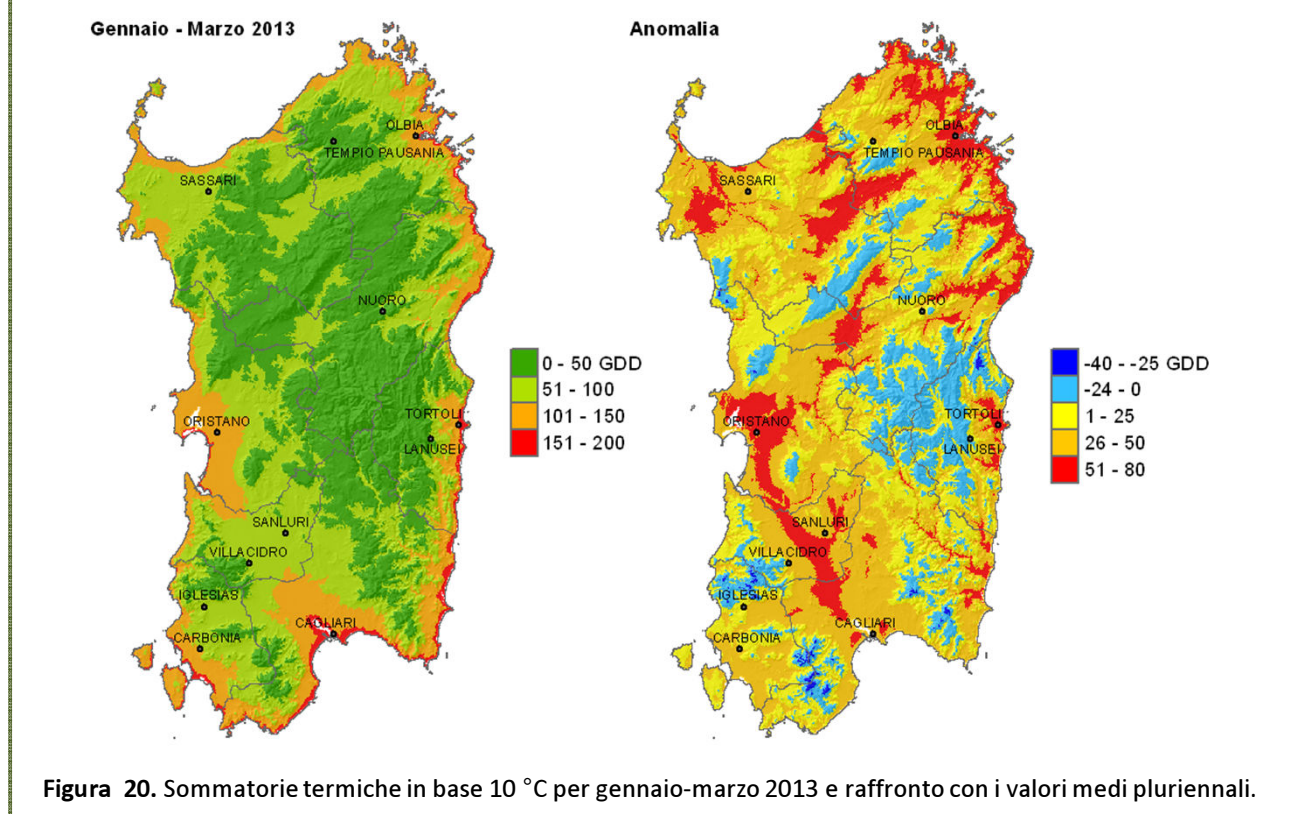 Gennaio - Marzo 2013
OLBIA
TEMPIO PAUSANIA
SASSARI
NUORO
ORISTANO
TORTOLI
LANUSEI
SANLURI
VILLACIDRO
IGLESIAS
CAGLIARI
CARBONIA
0 - 50 GDD
51 - 100
101 - 150
151 - 200
Anomalia
OLBIA
TEMPIO PAUSANIA
SASSARI
NUORO
ORISTANO
TORTOLI
LANUSEI
SANLURI
VILLACIDRO
IGLESIAS
CAGLIARI
CARBONIA
-40 - -25 GDD
-24 - 0
1 - 25
26 - 50
51 - 80
Figura 20. Sommatorie termiche in base 10 °C per gennaio-marzo 2013 e raffronto con i valori medi pluriennali.